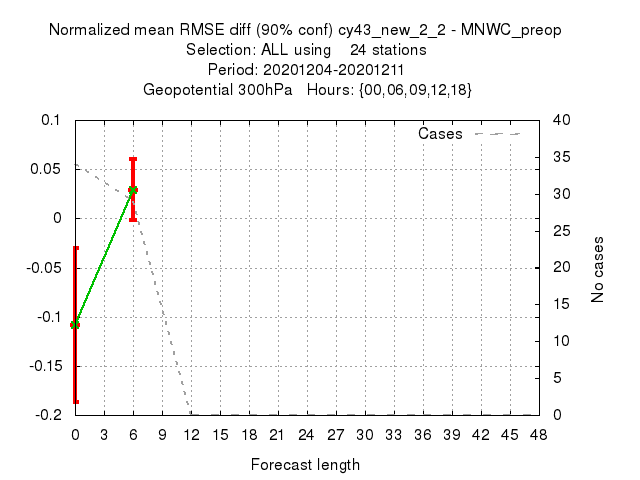 Normalized mean RMSE diff (90% conf) cy43_new_2_2 - MNWC_preop
Selection: ALL using 24 stations
Period: 20201204-20201211
Geopotential 300hPa Hours: {00,06,09,12,18}
Cases
0.1
0.05
0
-0.05
-0.1
-0.15
-0.2
40
35
30
25
20
15
10
5
0
No cases
0 3 6 9 12 15 18 21 24 27 30 33 36 39 42 45 48
Forecast length